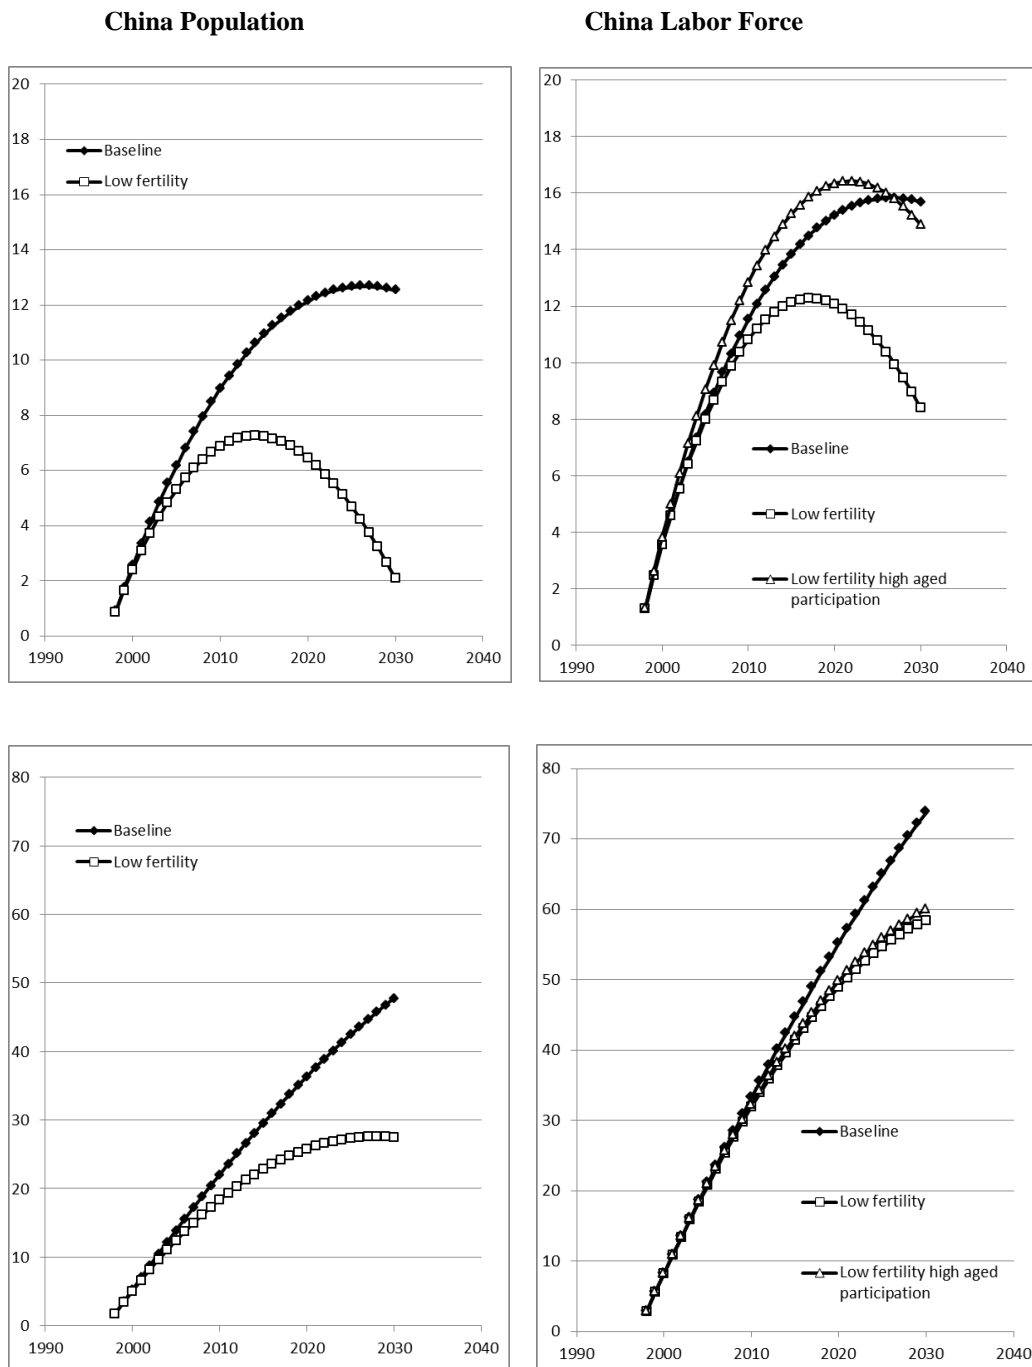 China Population
China Labor Force
20
18
16
14
12
10
8
6
4
2
0
1990 2000 2010 2020 2030 2040
Baseline
Low fertility
20
18
16
14
12
10
8
6
4
2
0
1990 2000 2010 2020 2030 2040
Baseline
Low fertility
Low fertility high aged
participation
80
70
60
50
40
30
20
10
0
1990 2000 2010 2020 2030 2040
Baseline
Low fertility
80
70
60
50
40
30
20
10
0
1990 2000 2010 2020 2030 2040
Baseline
Low fertility
Low fertility high aged
participation